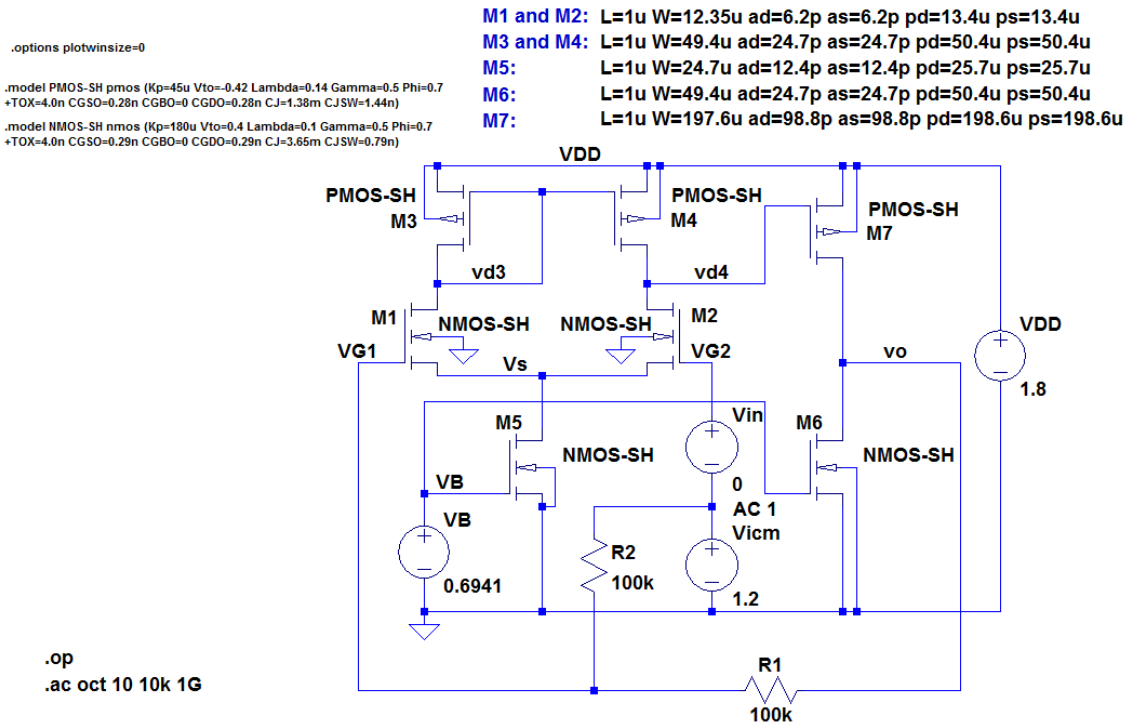 M1 and M2: L=1u W=12.35u ad=6.2p as=6.2p pd=13.4u ps=13.4u
M3 and M4: L=1u W=49.4u ad=24.7p as=24.7p pd=50.4u ps=50.4u
M5: L=1u W=24.7u ad=12.4p as=12.4p pd=25.7u ps=25.7u
M6: L=1u W=49.4u ad=24.7p as=24.7p pd=50.4u ps=50.4u
M7: L=1u W=197.6u ad=98.8p as=98.8p pd=198.6u ps=198.6u
.options plotwinsize=0
.model PMOS-SH pmos (Kp=45u Vto=-0.42 Lambda=0.14 Gamma=0.5 Phi=0.7
+TOX=4.0n CGSO=0.28n CGBO=0 CGDO=0.28n CJ=1.38m CJSW=1.44n)
.model NMOS-SH nmos (Kp=180u Vto=0.4 Lambda=0.1 Gamma=0.5 Phi=0.7
+TOX=4.0n CGSO=0.29n CGBO=0 CGDO=0.29n CJ=3.65m CJSW=0.79n)
VDD
PMOS-SH
M3
PMOS-SH
M4
PMOS-SH
M7
vd3
vd4
M1
NMOS-SH
NMOS-SH
M2
VDD
1.8
VG1
VG2
Vs
vo
M5
NMOS-SH
Vin
0
AC 1
M6
NMOS-SH
VB
VB
0.6941
R2
100k
Vicm
1.2
.op
.ac oct 10 10k 1G
R1
100k